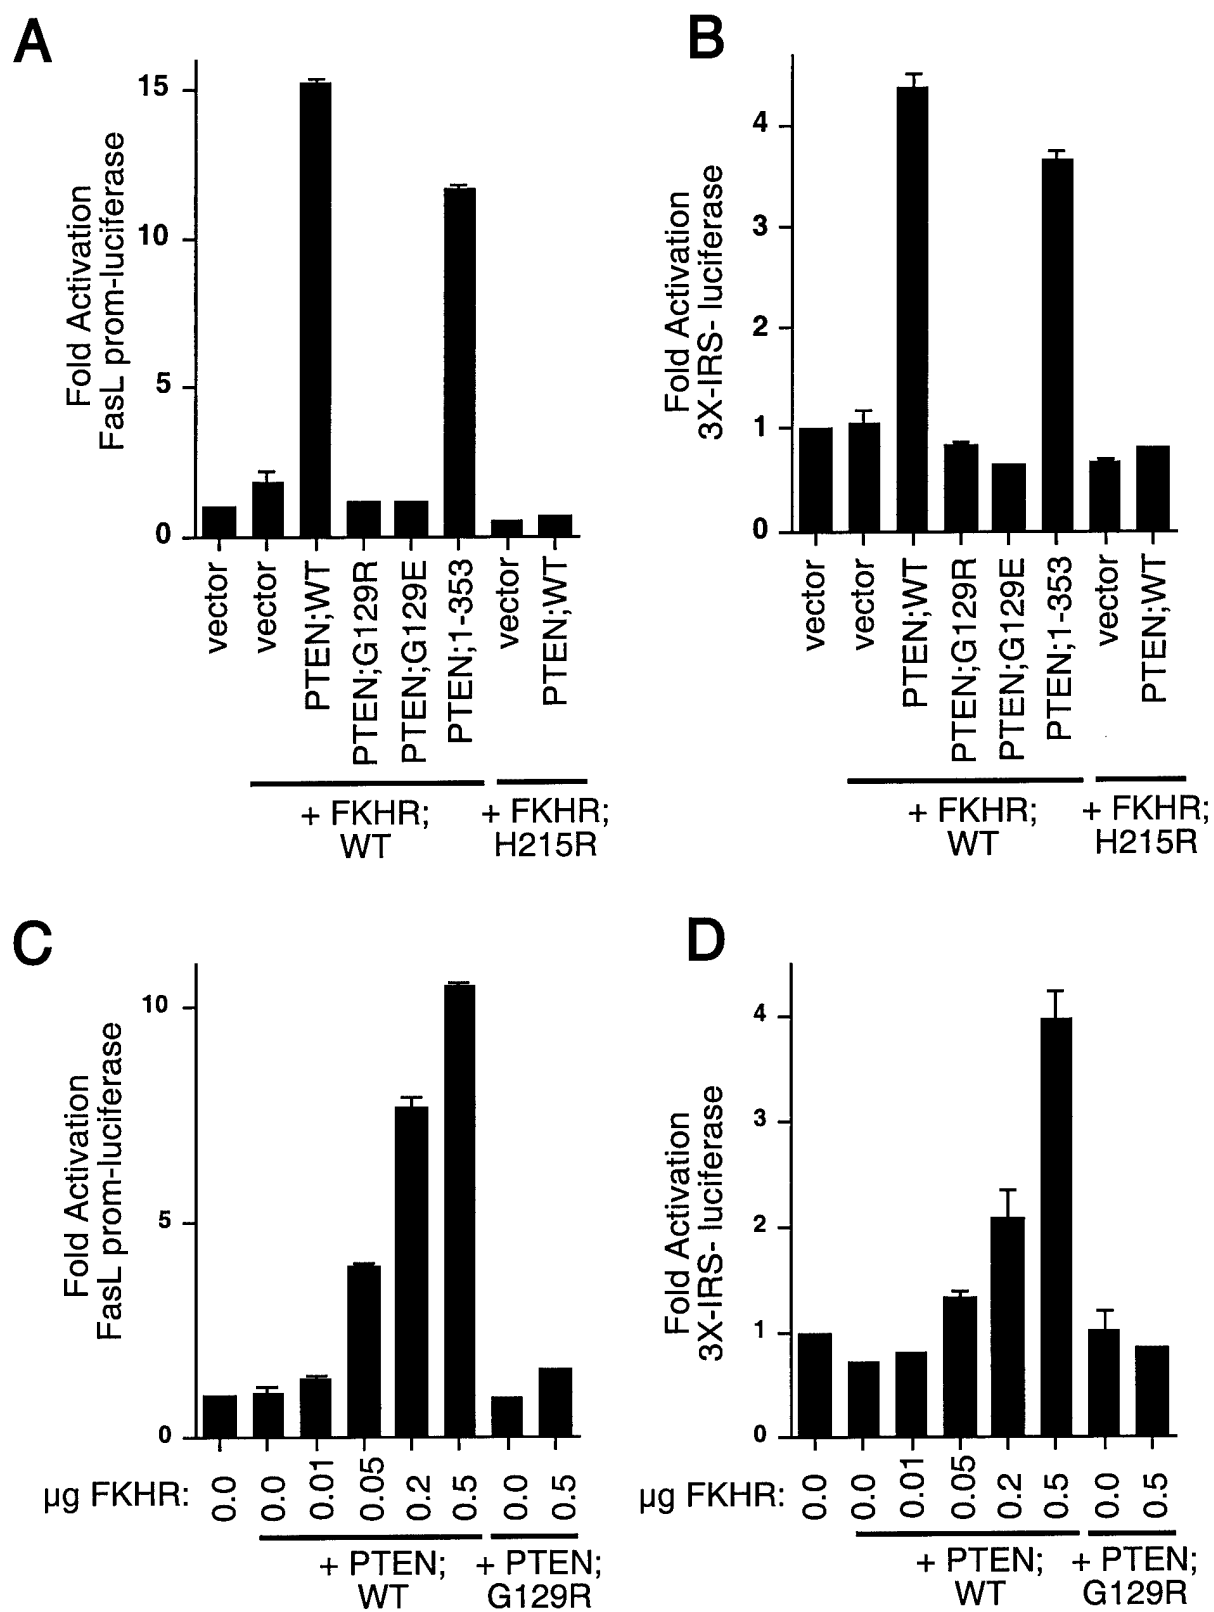 A
Fold Activation
FasL prom-luciferase
15
10
5
0
vector
vector
PTEN;WT
PTEN;G129R
PTEN;G129E
PTEN;1-353
vector
PTEN;WT
+ FKHR;
WT
+ FKHR;
H215R
B
Fold Activation
3X-IRS- luciferase
4
3
2
1
0
vector
vector
PTEN;WT
PTEN;G129R
PTEN;G129E
PTEN;1-353
vector
PTEN;WT
+ FKHR;
WT
+ FKHR;
H215R
C
Fold Activation
FasL prom-luciferase
10
5
0
µg FKHR: 0.0 0.0 0.01 0.05 0.2 0.5 0.0 0.5
+ PTEN;
WT
+ PTEN;
G129R
D
Fold Activation
3X-IRS- luciferase
4
3
2
1
0
µg FKHR: 0.0 0.0 0.01 0.05 0.2 0.5 0.0 0.5
+ PTEN;
WT
+ PTEN;
G129R